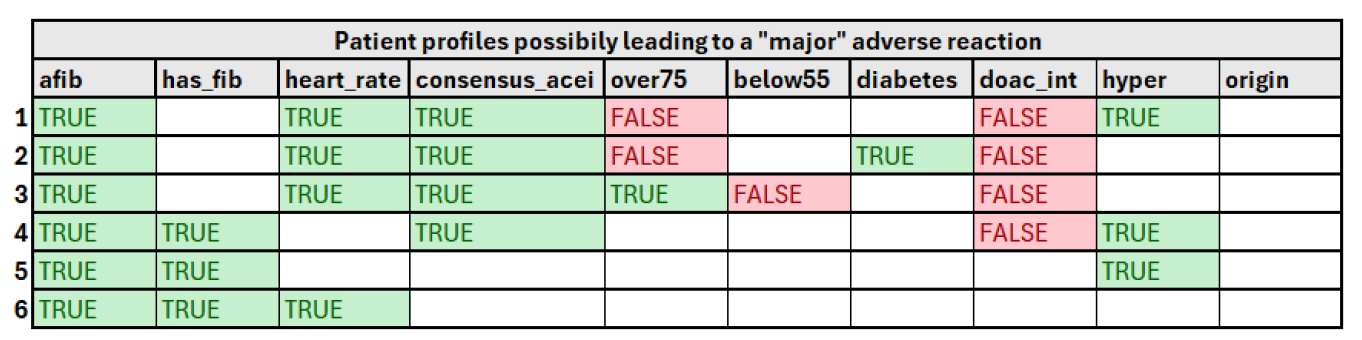 Patient profiles possibily leading to a "major" adverse reaction
afib has_fib heart_rate consensus_acei over75 below55 diabetes doac_int hyper origin
1 TRUE TRUE TRUE FALSE FALSE TRUE
2 TRUE TRUE TRUE FALSE TRUE FALSE
3 TRUE TRUE TRUE TRUE FALSE FALSE
4 TRUE TRUE TRUE FALSE TRUE
5 TRUE TRUE TRUE
6 TRUE TRUE TRUE